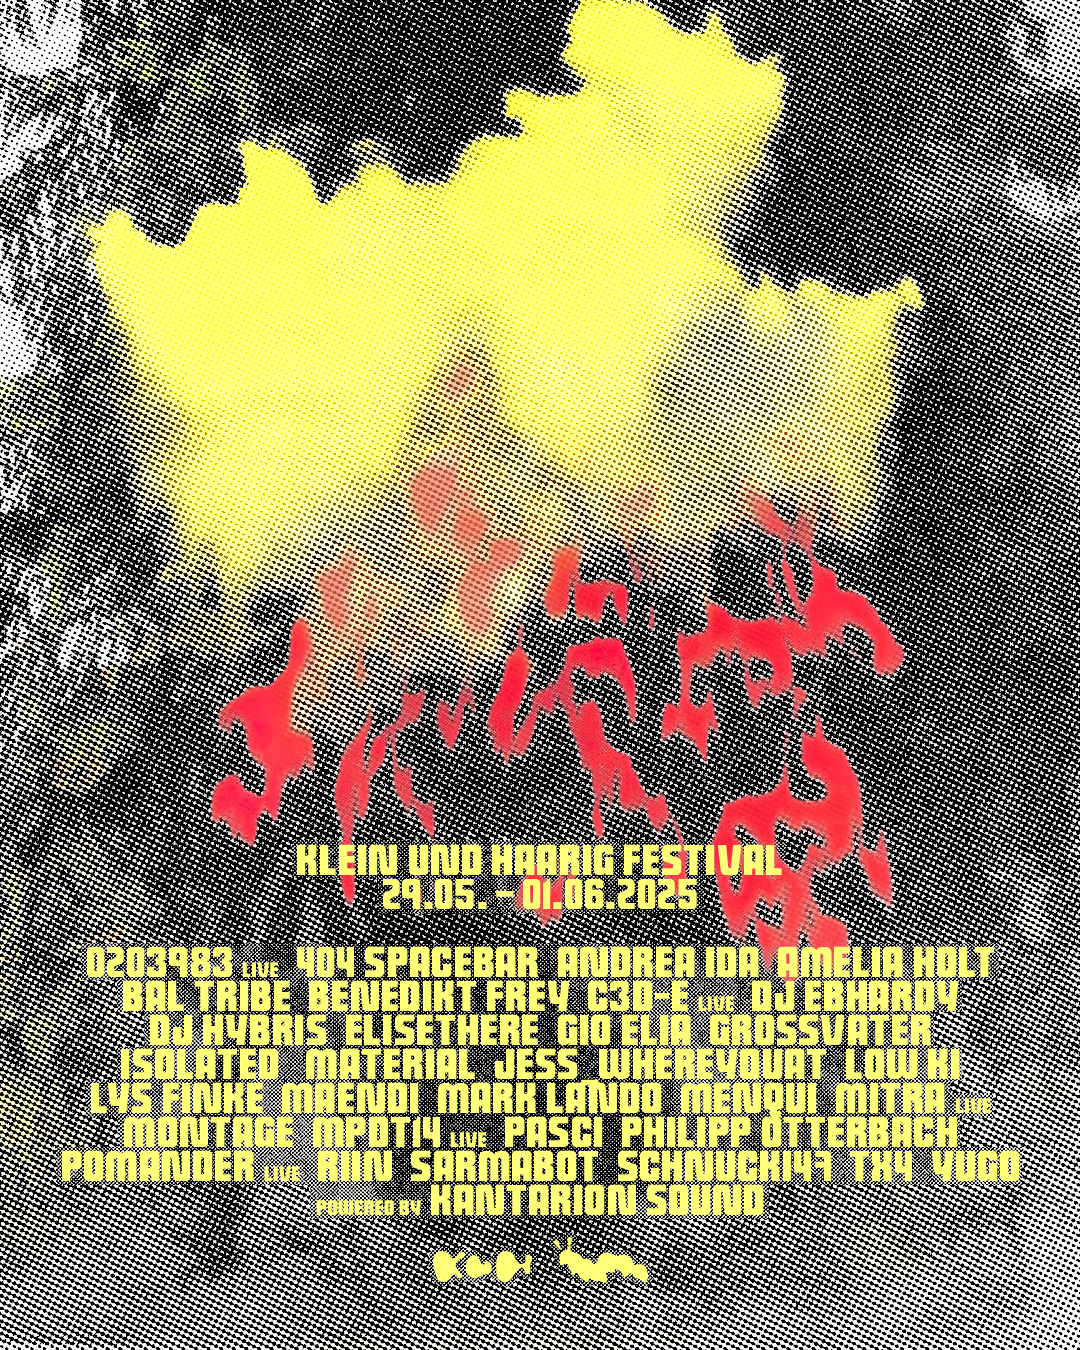 KLEIN UND HAARIG FESTIVAL
29.05. – 01.06.2025
0203983 LIVE 404 SPACEBAR ANDREA IDA AMELIA HOLT
BAL TRIBE BENEDIKT FREY C3D-E LIVE DJ EBHARDY
DJ HYBRIS ELISETHERE GIO ELIA GROSSVATER
ISOLATED MATERIAL JESS WHEREYOUAT LOW KI
LYS FINKE MAENDI MARK LANDO MENQUI MITRA LIVE
MONTAGE MPDT14 LIVE PASCI PHILIPP OTTERBACH
POMANDER LIVE RIIN SARMABOT SCHNUCKI47 TX4 YUGO
POWERED BY KANTARION SOUND